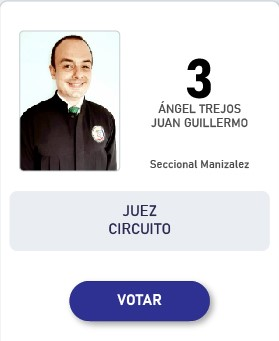 3
ÁNGEL TREJOS
JUAN GUILLERMO
Seccional Manizalez
JUEZ
CIRCUITO
VOTAR